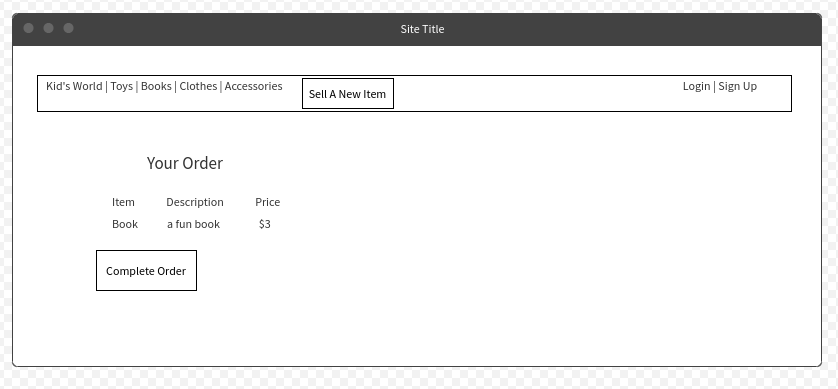 Site Title
Kid's World | Toys | Books | Clothes | Accessories
Sell A New Item
Login | Sign Up
Your Order
Item Description Price
Book a fun book $3
Complete Order